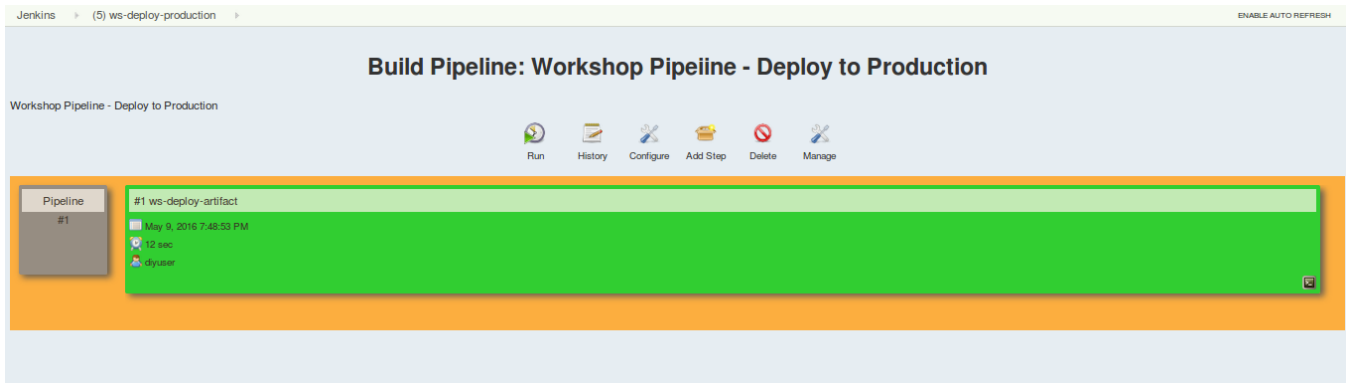 Jenkins (5) ws-deploy-production ENABLE AUTO REFRESH
Build Pipeline: Workshop Pipeiine - Deploy to Production
Workshop Pipeline - Deploy to Production
Run History Configure Add Step Delete Manage
Pipeline
#1
#1 ws-deploy-artifact
May 9, 2016 7:48:53 PM
12 sec
diyuser